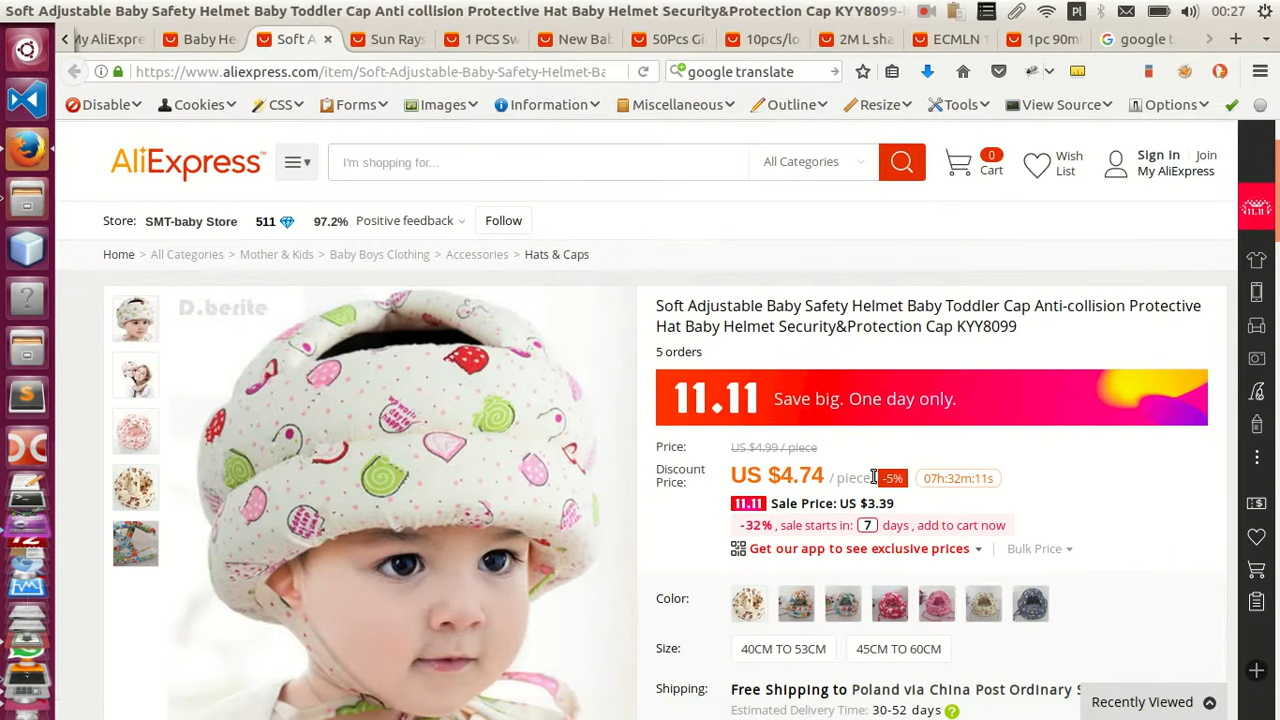 Soft Adjustable Baby Safety Helmet Baby Toddler Cap Anti collision Protective Hat Baby Helmet Security&Protection Cap KYY8099-i
Pl
00:27
My AliExpre
Baby He
Soft A
Sun Rays
1 PCS Sw
New Bab
50Pcs Gi
10pcs/lo
2M L sha
ECMLN 1
1pc 90ml
google t
https://www.aliexpress.com/item/Soft-Adjustable-Baby-Safety-Helmet-Ba
google translate
Disable
Cookies
CSS
Forms
Images
Information
Miscellaneous
Outline
Resize
Tools
View Source
Options
AliExpress
I'm shopping for...
All Categories
0
Cart
Wish List
Sign in Join
My AliExpress
Store: SMT-baby Store 511 97.2% Positive feedback Follow
11.11
Home > All Categories > Mother & Kids > Baby Boys Clothing > Accessories > Hats & Caps
D.berite
Soft Adjustable Baby Safety Helmet Baby Toddler Cap Anti-collision Protective
Hat Baby Helmet Security&Protection Cap KYY8099
5 orders
11.11 Save big. One day only.
Price: US $4.99 / piece
Discount Price: US $4.74 / piece -5% 07h:32m:11s
11.11 Sale Price: US $3.39
-32% , sale starts in: 7 days , add to cart now
Get our app to see exclusive prices Bulk Price
Color:
Size: 40CM TO 53CM 45CM TO 60CM
Shipping: Free Shipping to Poland via China Post Ordinary S
Estimated Delivery Time: 30-52 days
Recently Viewed